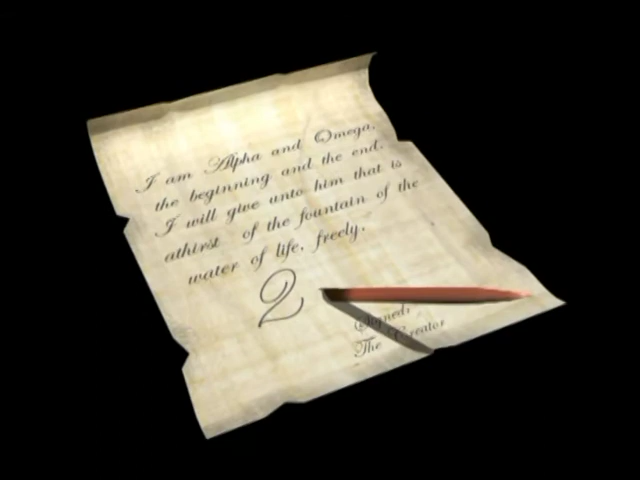 I am Alpha and Omega,
the beginning and the end.
I will give unto him that is
athirst of the fountain of the
water of life, freely.
2
Signed:
The Creator